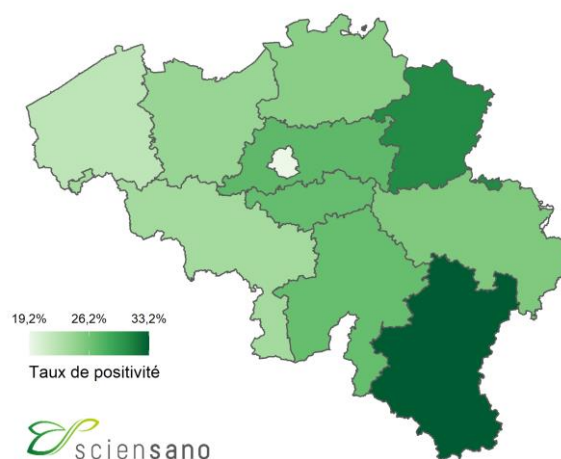 19,2% 26,2% 33,2%
Taux de positivité
sciensano